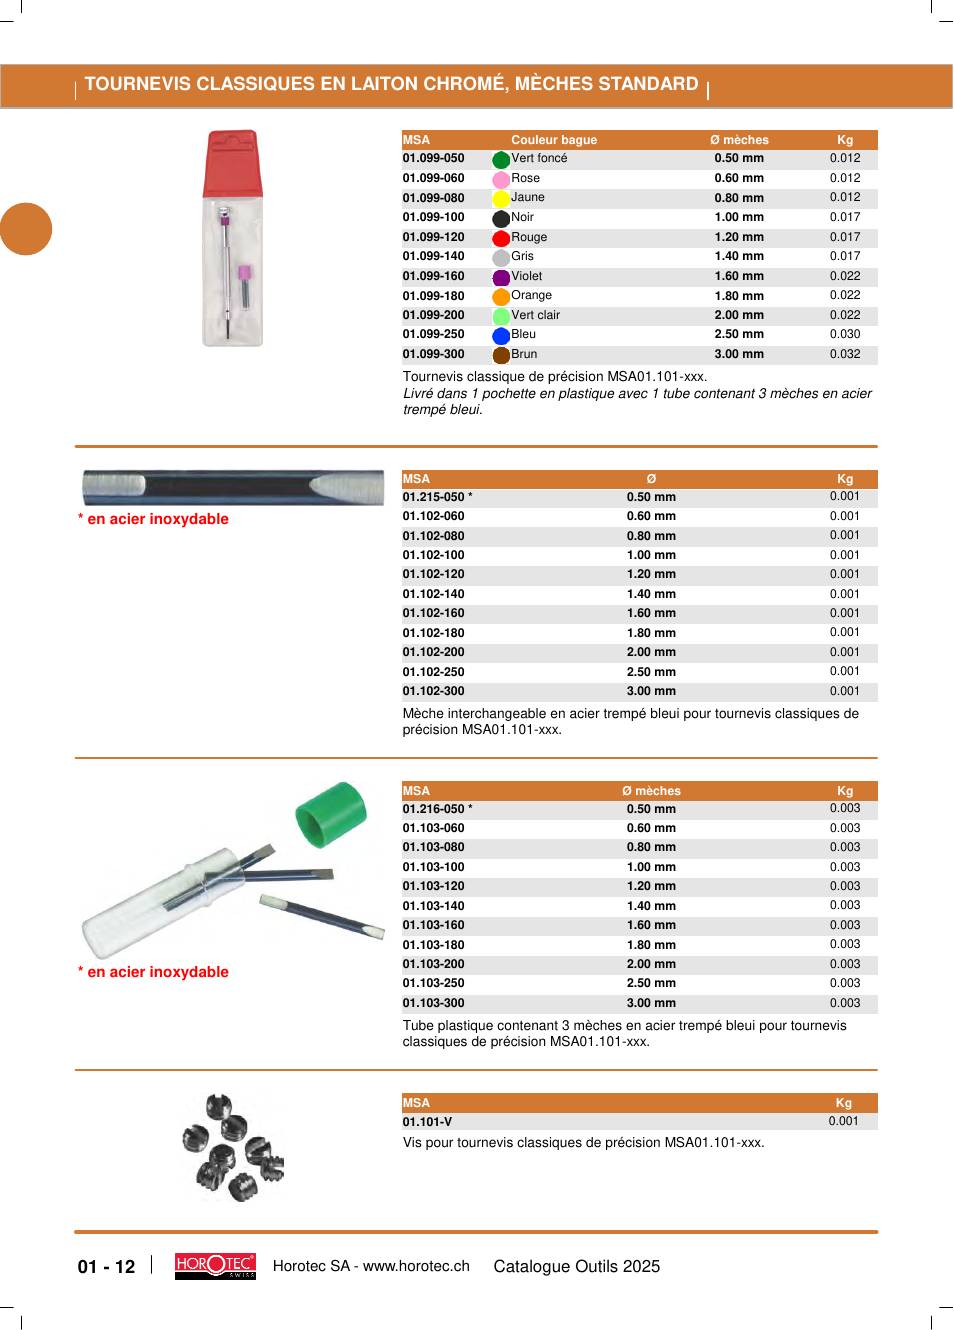 TOURNEVIS CLASSIQUES EN LAITON CHROMÉ, MÈCHES STANDARD
MSA Couleur bague Ø mèches Kg
01.099-050 Vert foncé 0.50 mm 0.012
01.099-060 Rose 0.60 mm 0.012
01.099-080 Jaune 0.80 mm 0.012
01.099-100 Noir 1.00 mm 0.017
01.099-120 Rouge 1.20 mm 0.017
01.099-140 Gris 1.40 mm 0.017
01.099-160 Violet 1.60 mm 0.022
01.099-180 Orange 1.80 mm 0.022
01.099-200 Vert clair 2.00 mm 0.022
01.099-250 Bleu 2.50 mm 0.030
01.099-300 Brun 3.00 mm 0.032
Tournevis classique de précision MSA01.101-xxx.
Livré dans 1 pochette en plastique avec 1 tube contenant 3 mèches en acier
trempé bleui.
* en acier inoxydable
MSA Ø Kg
01.215-050 * 0.50 mm 0.001
01.102-060 0.60 mm 0.001
01.102-080 0.80 mm 0.001
01.102-100 1.00 mm 0.001
01.102-120 1.20 mm 0.001
01.102-140 1.40 mm 0.001
01.102-160 1.60 mm 0.001
01.102-180 1.80 mm 0.001
01.102-200 2.00 mm 0.001
01.102-250 2.50 mm 0.001
01.102-300 3.00 mm 0.001
Mèche interchangeable en acier trempé bleui pour tournevis classiques de
précision MSA01.101-xxx.
* en acier inoxydable
MSA Ø mèches Kg
01.216-050 * 0.50 mm 0.003
01.103-060 0.60 mm 0.003
01.103-080 0.80 mm 0.003
01.103-100 1.00 mm 0.003
01.103-120 1.20 mm 0.003
01.103-140 1.40 mm 0.003
01.103-160 1.60 mm 0.003
01.103-180 1.80 mm 0.003
01.103-200 2.00 mm 0.003
01.103-250 2.50 mm 0.003
01.103-300 3.00 mm 0.003
Tube plastique contenant 3 mèches en acier trempé bleui pour tournevis
classiques de précision MSA01.101-xxx.
MSA Kg
01.101-V 0.001
Vis pour tournevis classiques de précision MSA01.101-xxx.
01 - 12 HOROTEC® SWISS Horotec SA - www.horotec.ch Catalogue Outils 2025